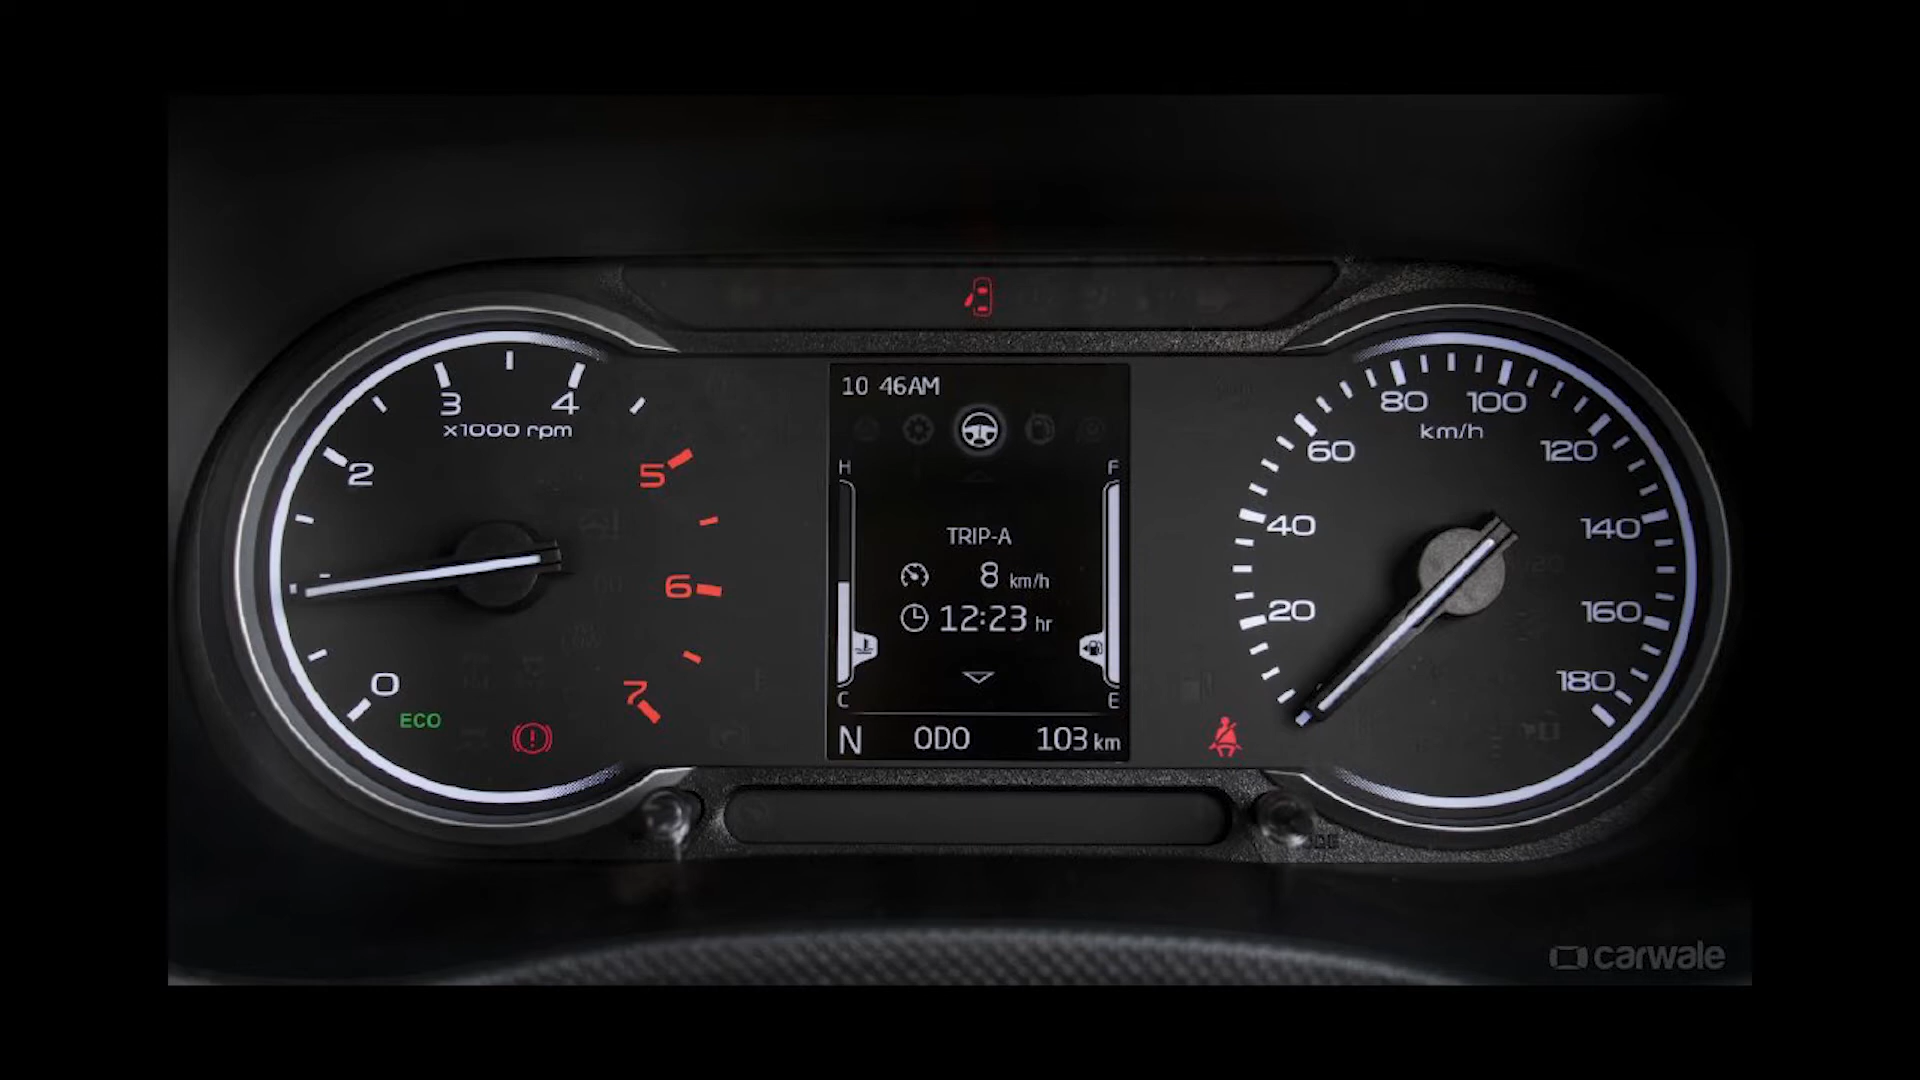 10 46AM
3
4
x1000 rpm
2
5
6
0
7
ECO
H
F
TRIP-A
8 km/h
12:23 hr
C
E
N ODO 103 km
80
100
km/h
60
120
40
140
20
160
180
carwale